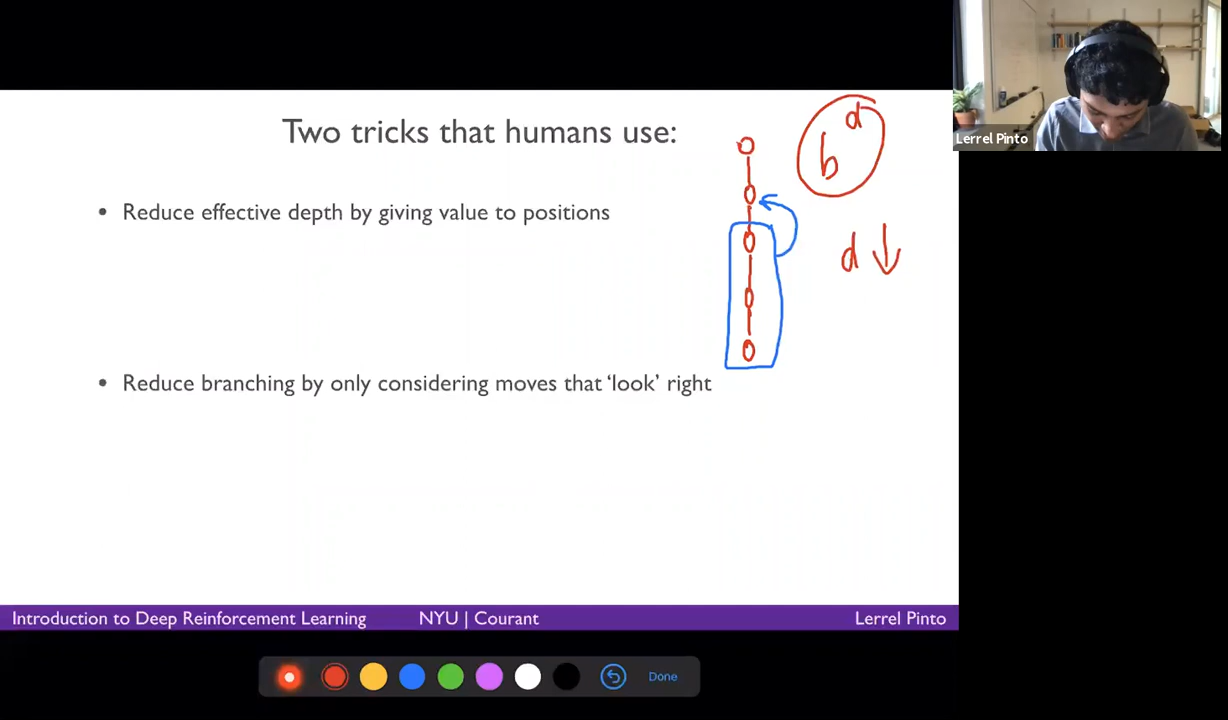 Two tricks that humans use:
b^d
Lerrel Pinto
• Reduce effective depth by giving value to positions
d ↓
• Reduce branching by only considering moves that ‘look’ right
Introduction to Deep Reinforcement Learning NYU | Courant Lerrel Pinto
Done